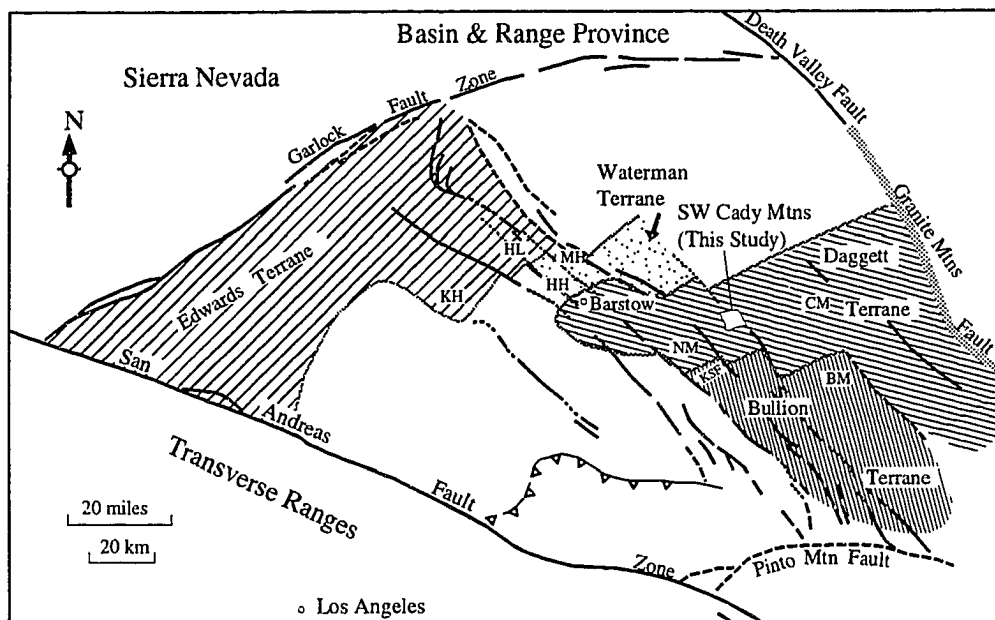 Basin & Range Province
Sierra Nevada
Death Valley Fault
N
Garlock Fault Zone
Granite Mtns Fault
Waterman
Terrane
SW Cady Mtns
(This Study)
Edwards Terrane
HL
MH
HH
KH
Barstow
Daggett
CM
Terrane
NM
KSF
BM
Bullion
Terrane
San Andreas Fault Zone
Transverse Ranges
20 miles
20 km
Pinto Mtn Fault
Los Angeles